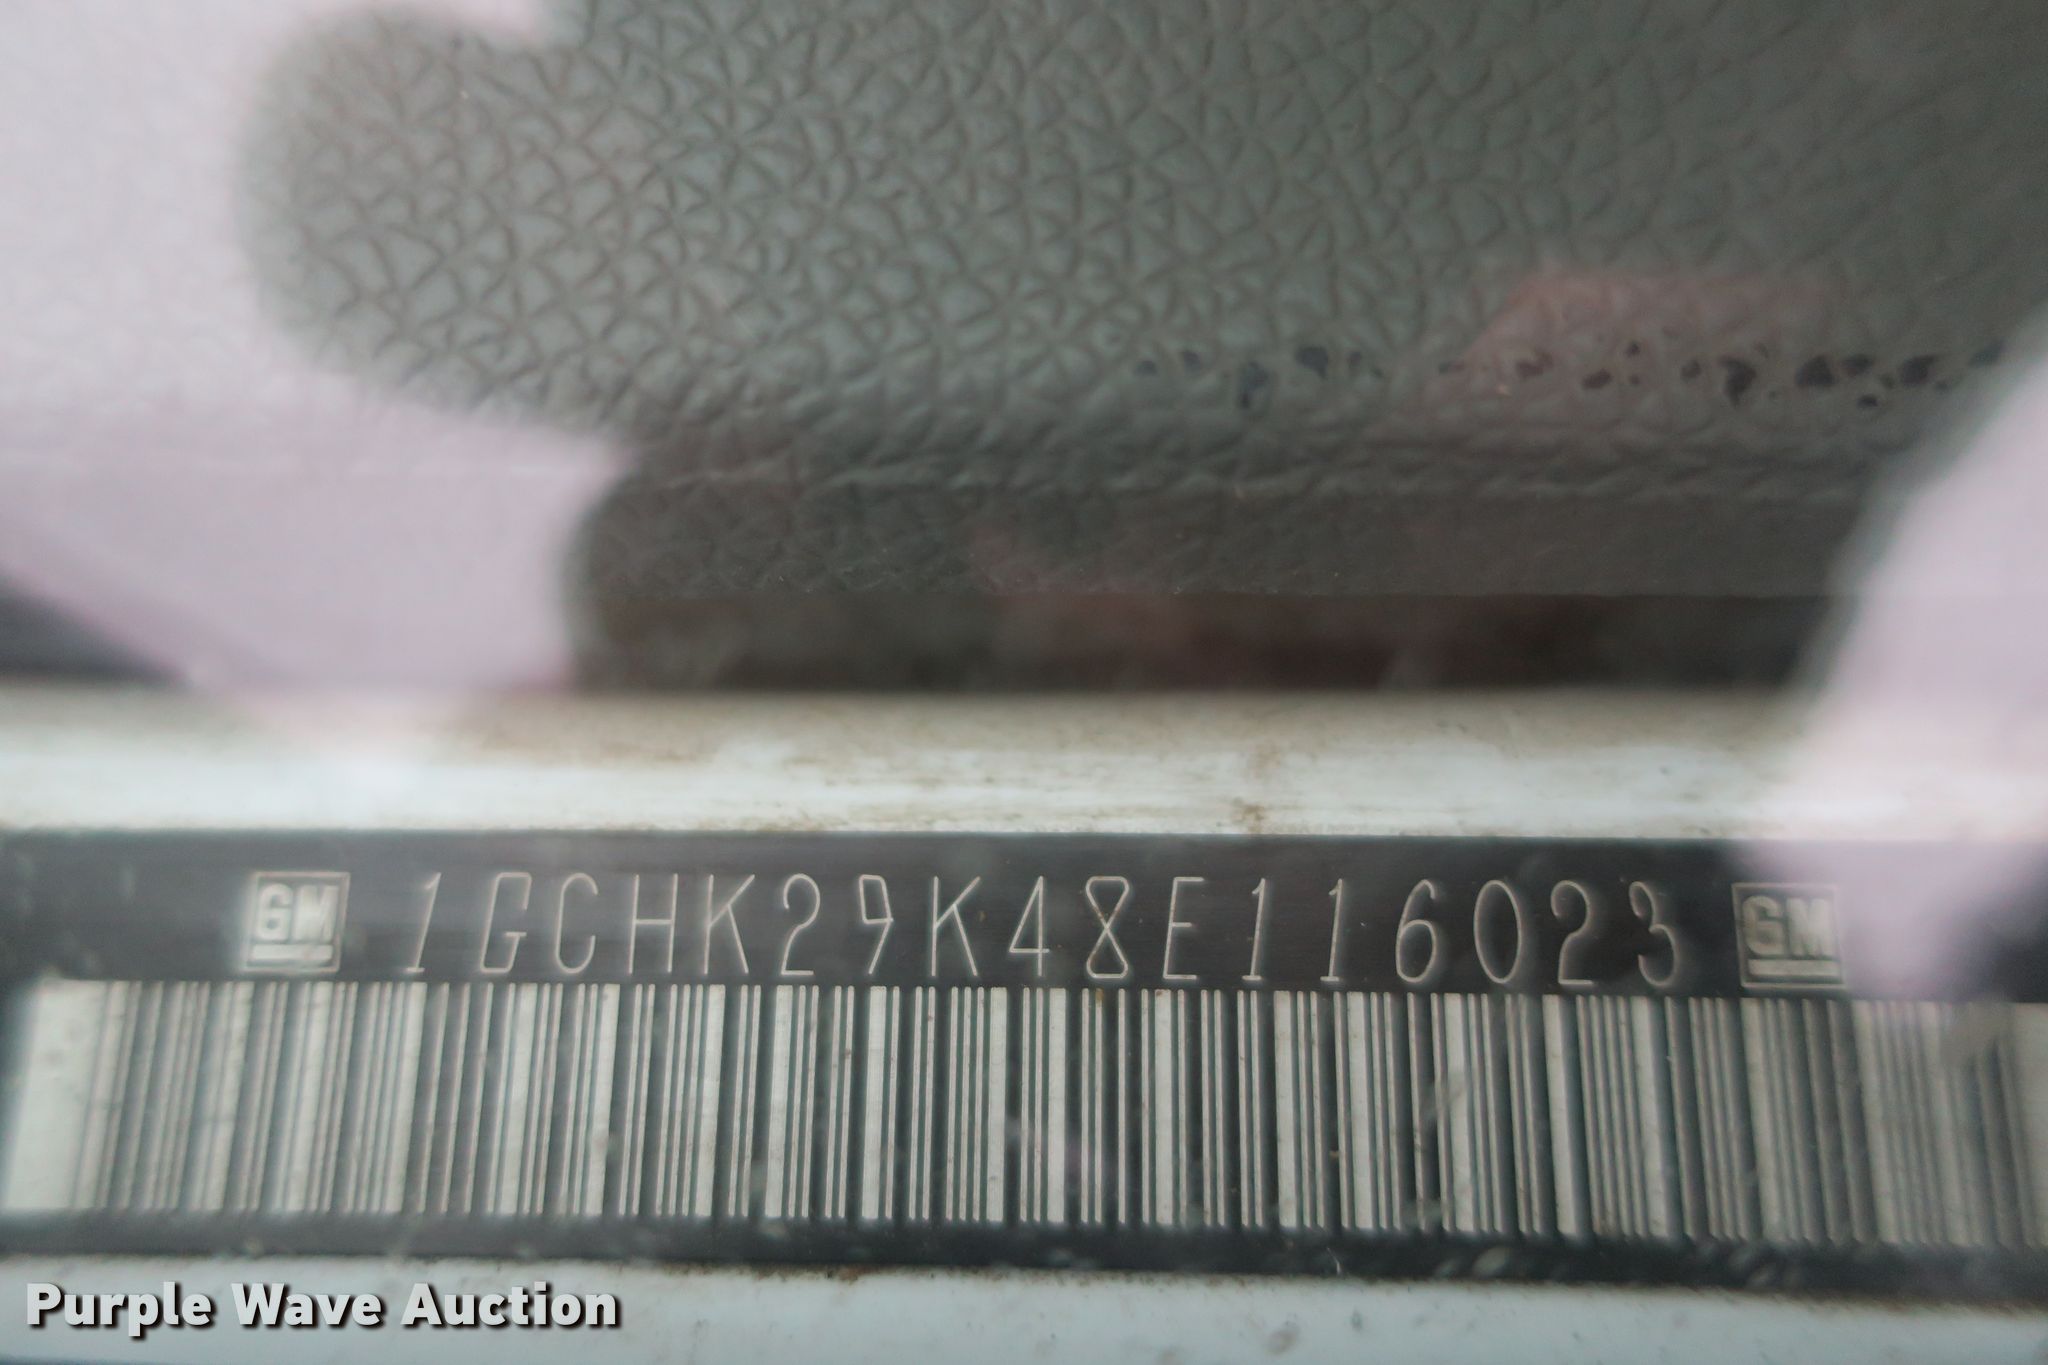 GM 1GCHK29K48E116023 GM
Purple Wave Auction